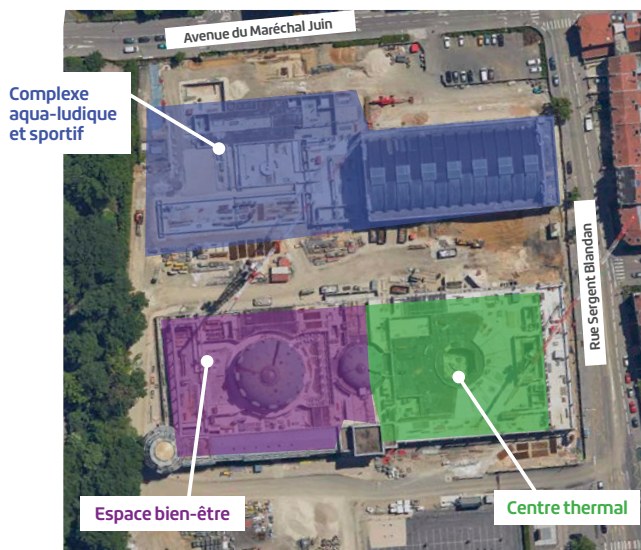 Avenue du Maréchal Juin
Complexe
aqua-ludique
et sportif
Rue Sergent Blandan
Espace bien-être
Centre thermal